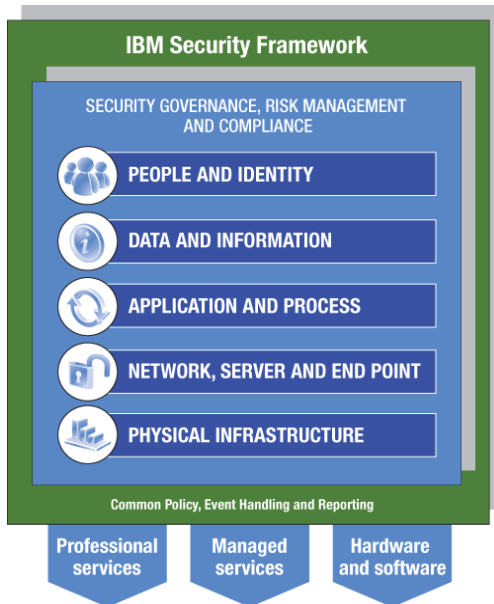 IBM Security Framework
SECURITY GOVERNANCE, RISK MANAGEMENT
AND COMPLIANCE
PEOPLE AND IDENTITY
DATA AND INFORMATION
APPLICATION AND PROCESS
NETWORK, SERVER AND END POINT
PHYSICAL INFRASTRUCTURE
Common Policy, Event Handling and Reporting
Professional
services
Managed
services
Hardware
and software